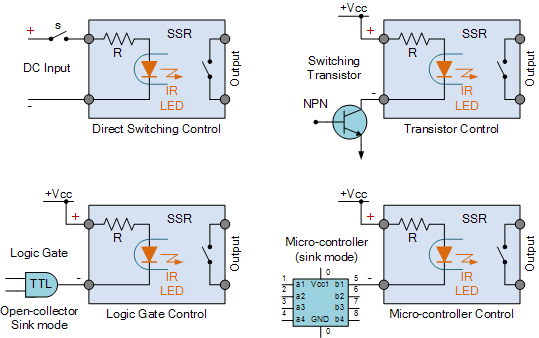 S
+
R
SSR
DC Input
IR
LED
-
Output
Direct Switching Control
+Vcc
+
R
SSR
Switching
Transistor
NPN
-
IR
LED
Output
Transistor Control
+Vcc
+
R
SSR
Logic Gate
TTL
-
IR
LED
Output
Open-collector
Sink mode
Logic Gate Control
+Vcc
+
R
SSR
Micro-controller
(sink mode)
0
1 a1 Vcc1 b1 5
2 a2 b2 6
3 a3 b3 7
4 a4 GND b4 8
0
-
IR
LED
Output
Micro-controller Control